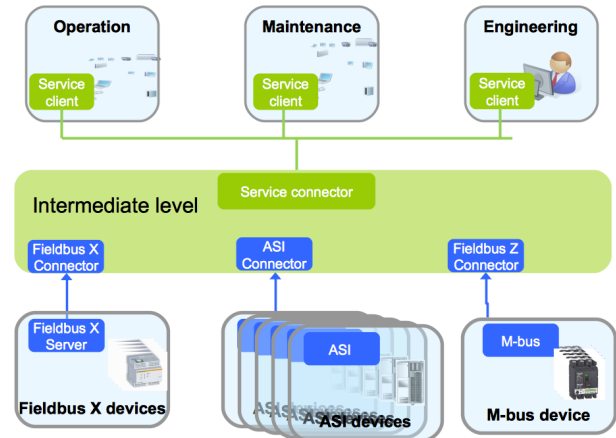 Operation
Maintenance
Engineering
Service
client
Service
client
Service
client
Service connector
Intermediate level
Fieldbus X
Connector
ASI
Connector
Fieldbus Z
Connector
Fieldbus X
Server
ASI
M-bus
Fieldbus X devices
ASI devices
M-bus device